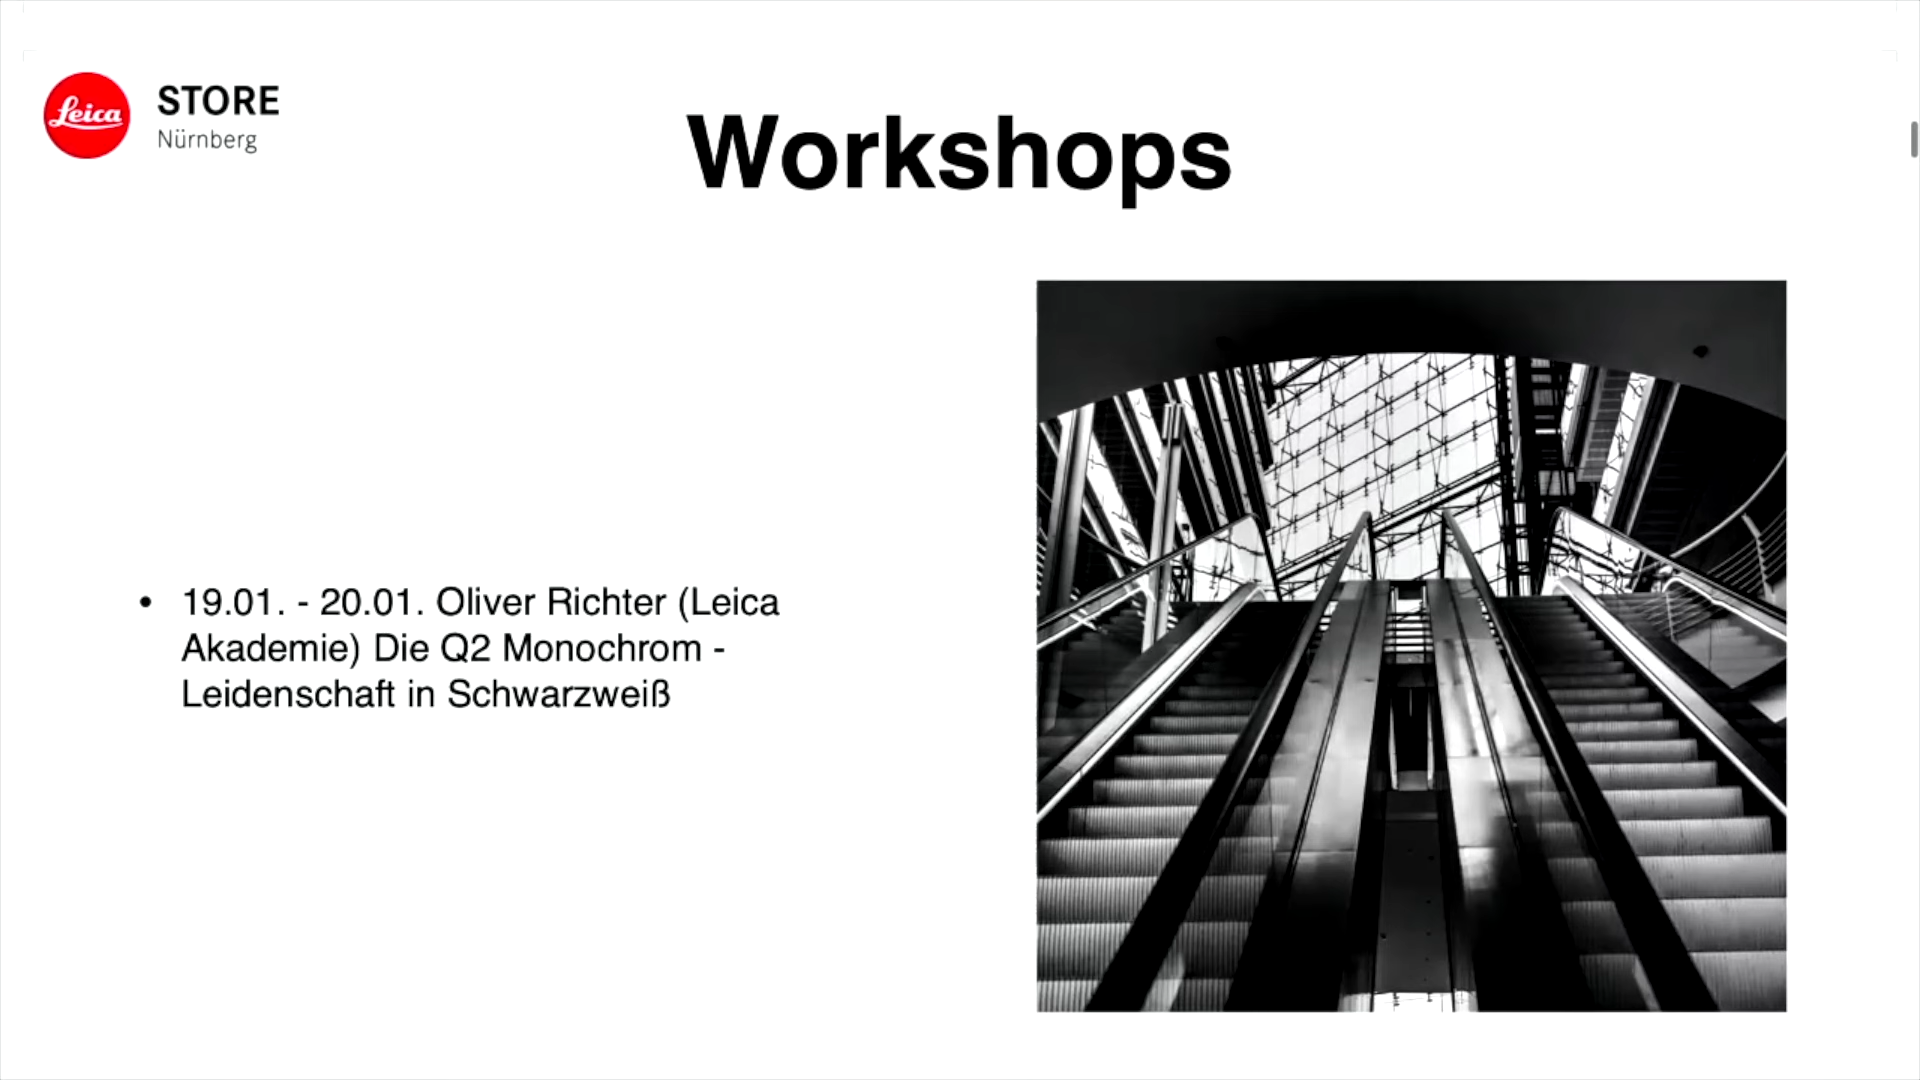 Leica
STORE
Nürnberg
Workshops
• 19.01. - 20.01. Oliver Richter (Leica
Akademie) Die Q2 Monochrom -
Leidenschaft in Schwarzweiß